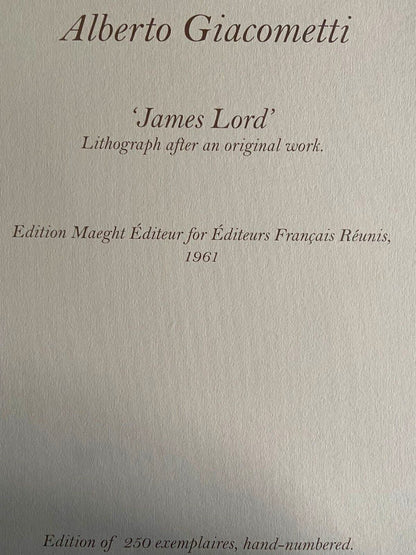 Alberto Giacometti
‘James Lord’
Lithograph after an original work.
Edition Maeght Éditeur for Éditeurs Français Réunis,
1961
Edition of 250 exemplaires, hand-numbered.